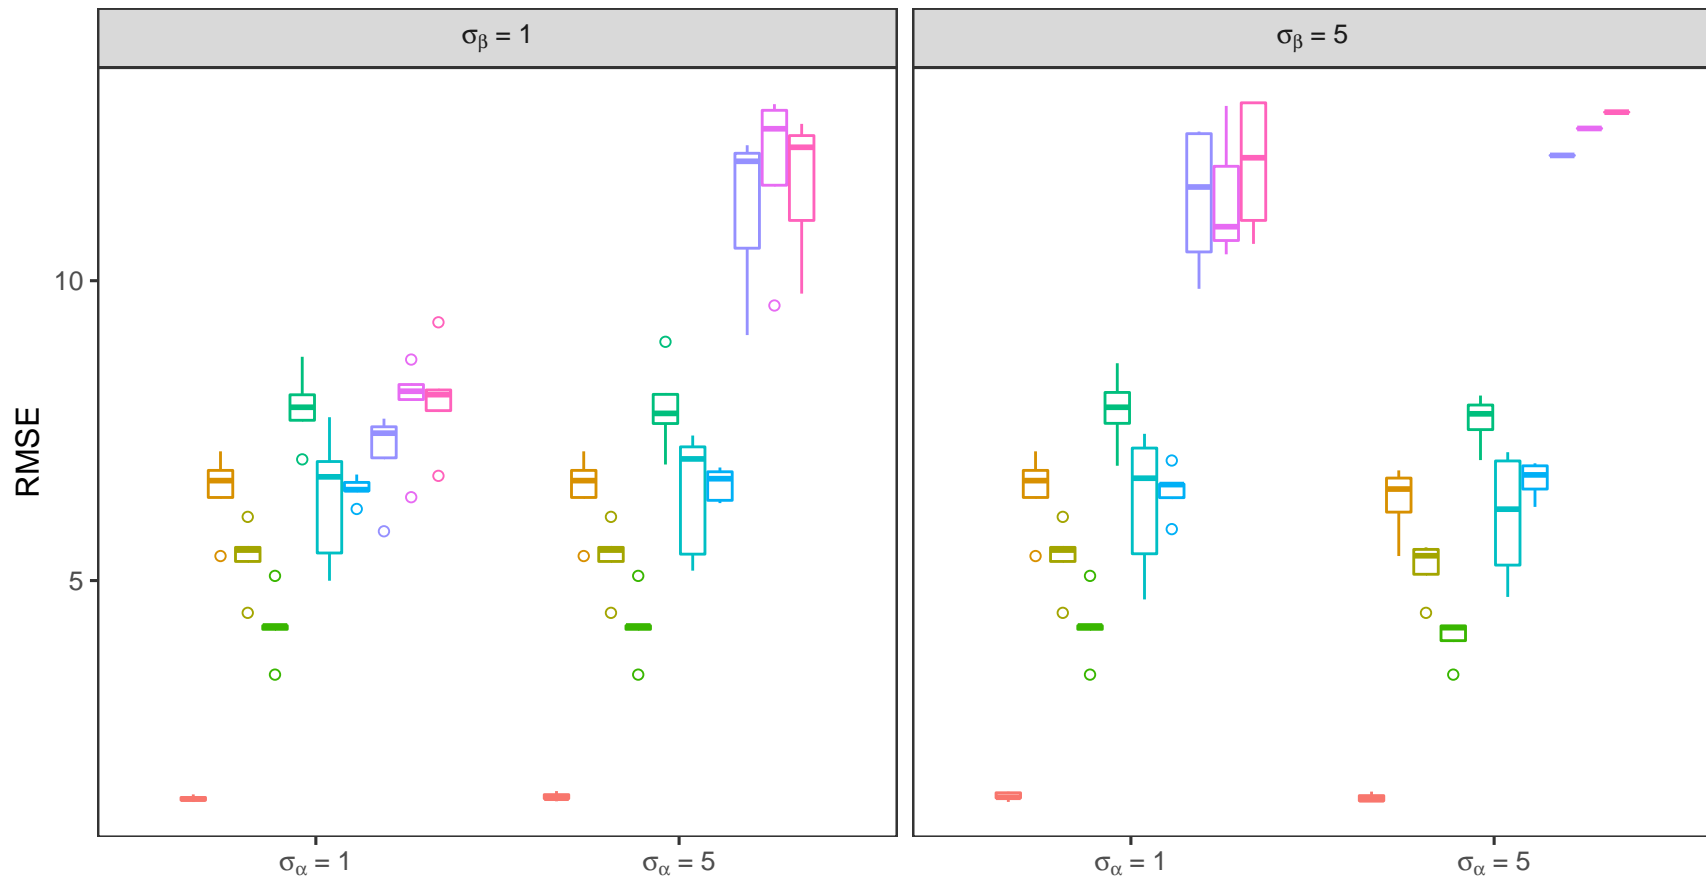 σβ = 1
σβ = 5
RMSE
10
5
σα = 1
σα = 5
σα = 1
σα = 5